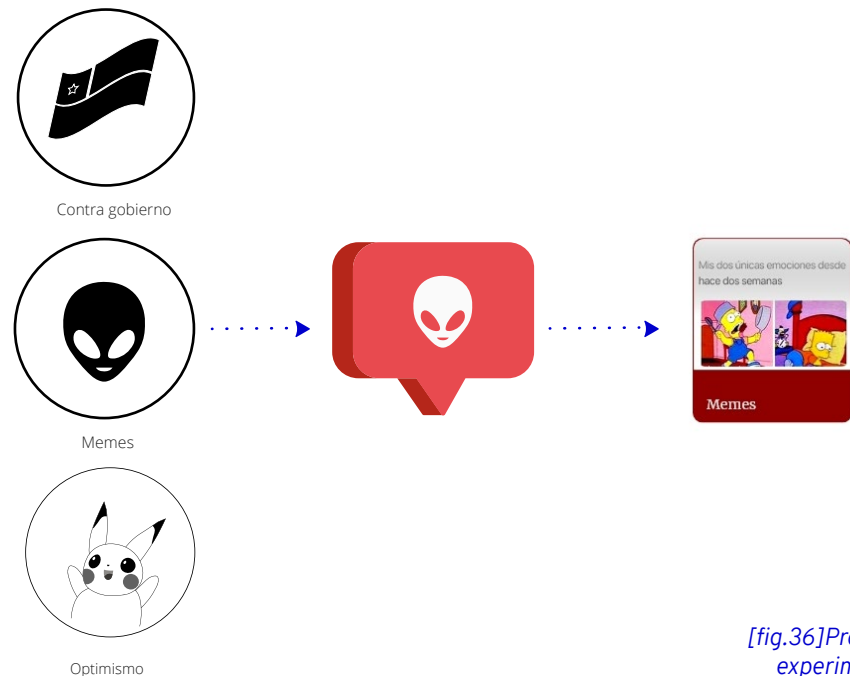 Contra gobierno
Mis dos únicas emociones desde
hace dos semanas
Memes
Memes
Optimismo
[fig.36]Pr
experim